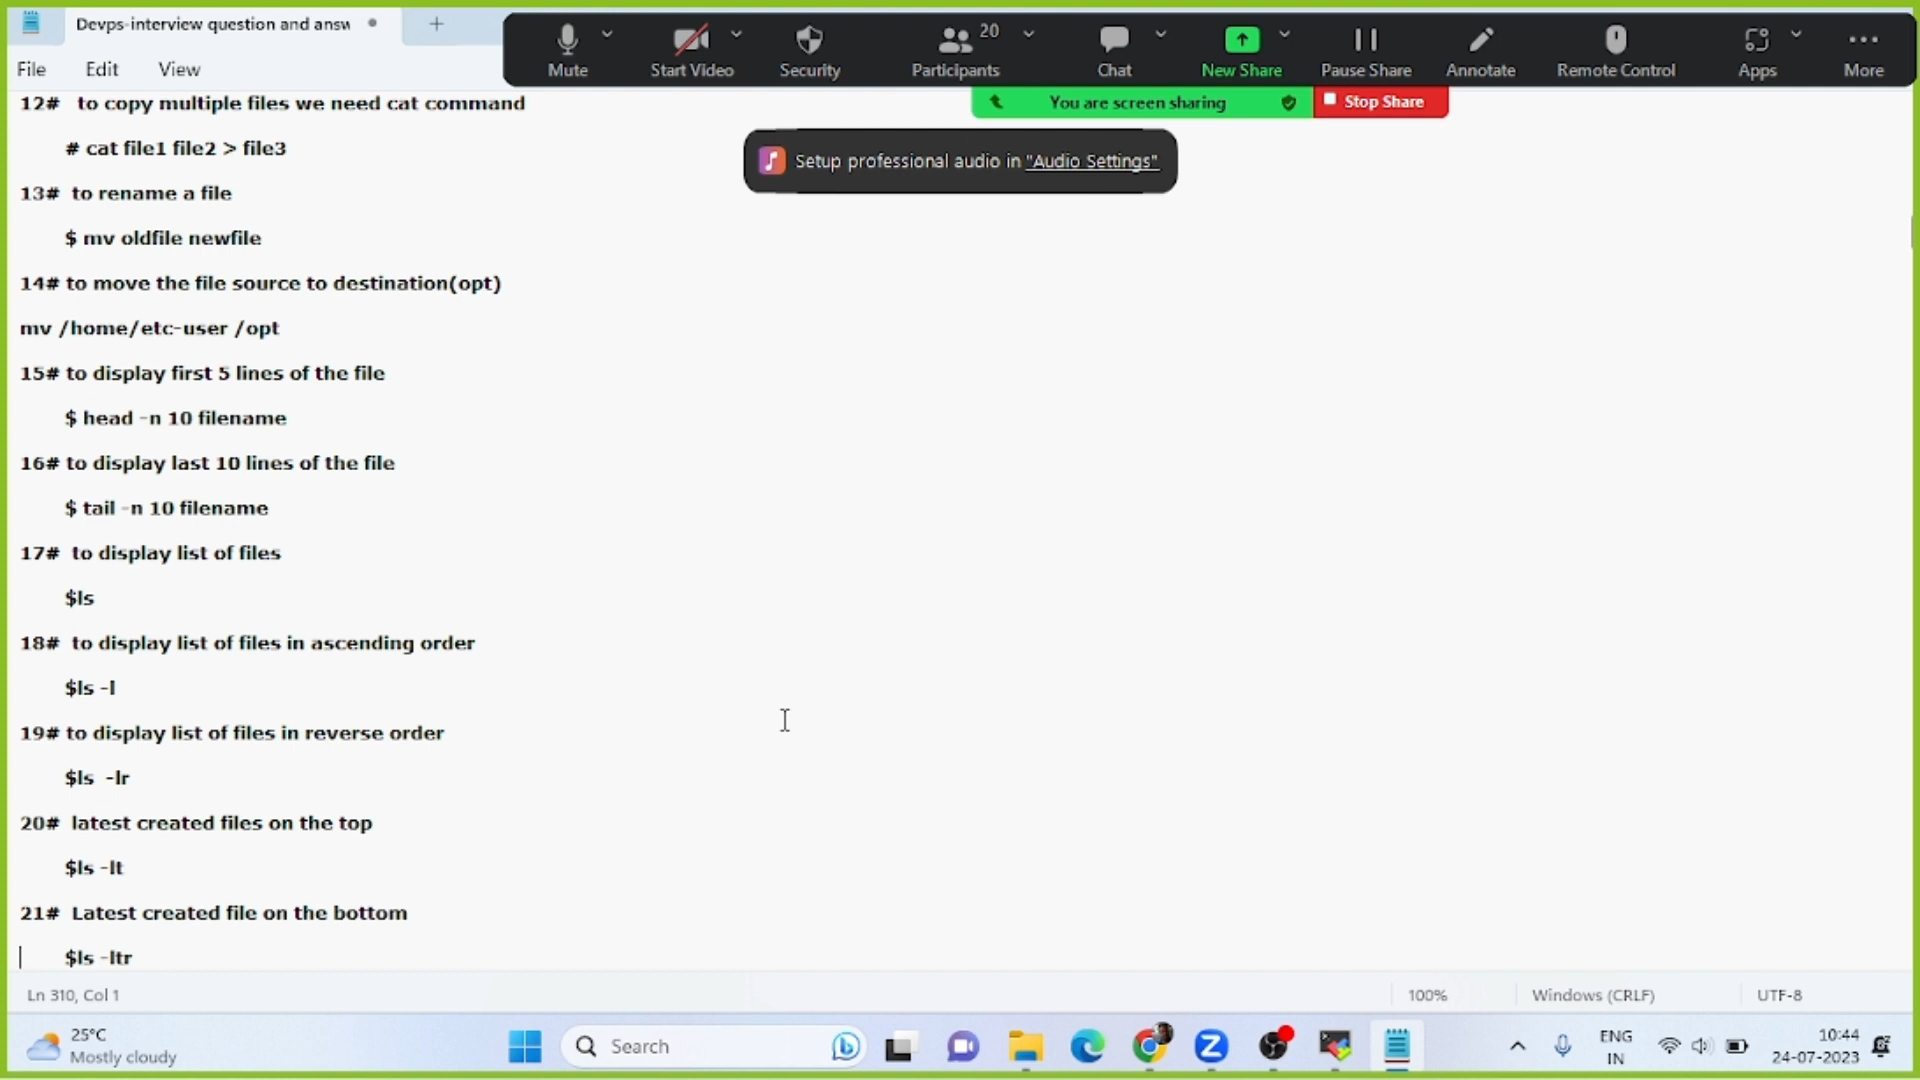 Devps-interview question and answ
File Edit View
Mute
Start Video
Security
20
Participants
Chat
New Share
Pause Share
Annotate
Remote Control
Apps
More
You are screen sharing
Stop Share
Setup professional audio in "Audio Settings"
12# to copy multiple files we need cat command
# cat file1 file2 > file3
13# to rename a file
$ mv oldfile newfile
14# to move the file source to destination(opt)
mv /home/etc-user /opt
15# to display first 5 lines of the file
$ head -n 10 filename
16# to display last 10 lines of the file
$ tail -n 10 filename
17# to display list of files
$ls
18# to display list of files in ascending order
$ls -l
19# to display list of files in reverse order
$ls -lr
20# latest created files on the top
$ls -lt
21# Latest created file on the bottom
$ls -ltr
Ln 310, Col 1
100%
Windows (CRLF)
UTF-8
25°C
Mostly cloudy
Search
ENG
IN
10:44
24-07-2023